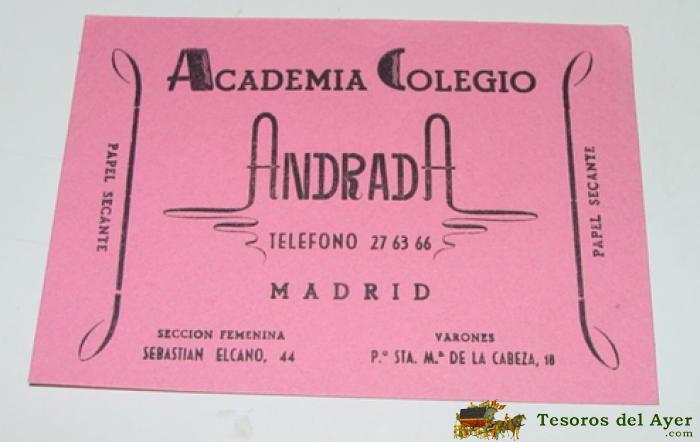 ACADEMIA COLEGIO
ANDRADA
TELEFONO 27 63 66
MADRID
PAPEL SECANTE
PAPEL SECANTE
SECCION FEMENINA
SEBASTIAN ELCANO, 44
VARONES
P.º STA. M.ª DE LA CABEZA, 18
Tesoros del Ayer
.com